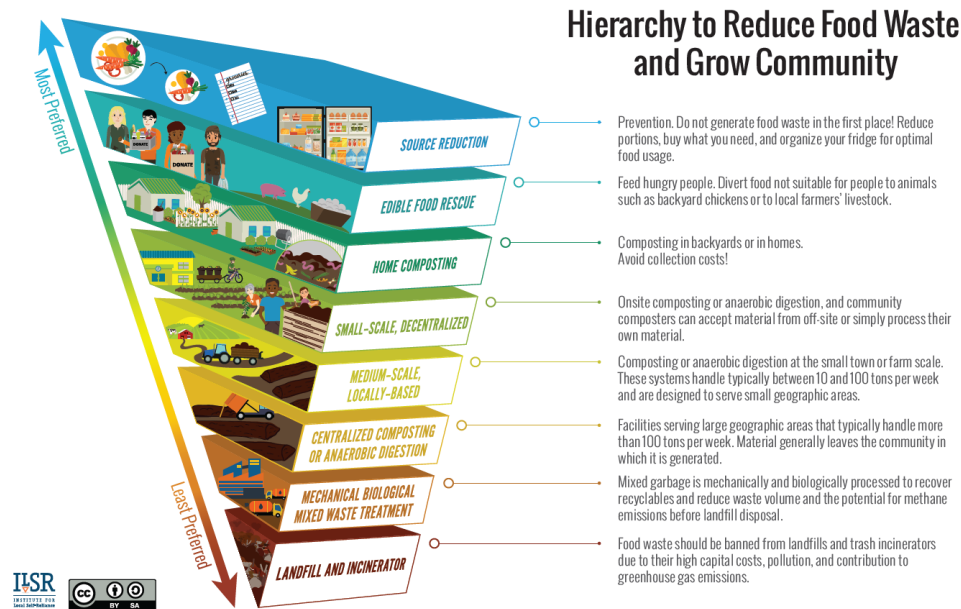 Hierarchy to Reduce Food Waste
and Grow Community
Most Preferred
DONATE
DONATE
SOURCE REDUCTION
Prevention. Do not generate food waste in the first place! Reduce
portions, buy what you need, and organize your fridge for optimal
food usage.
EDIBLE FOOD RESCUE
Feed hungry people. Divert food not suitable for people to animals
such as backyard chickens or to local farmers' livestock.
HOME COMPOSTING
Composting in backyards or in homes.
Avoid collection costs!
SMALL-SCALE, DECENTRALIZED
Onsite composting or anaerobic digestion, and community
composters can accept material from off-site or simply process their
own material.
MEDIUM-SCALE,
LOCALLY-BASED
Composting or anaerobic digestion at the small town or farm scale.
These systems handle typically between 10 and 100 tons per week
and are designed to serve small geographic areas.
CENTRALIZED COMPOSTING
OR ANAEROBIC DIGESTION
Facilities serving large geographic areas that typically handle more
than 100 tons per week. Material generally leaves the community in
which it is generated.
MECHANICAL BIOLOGICAL
MIXED WASTE TREATMENT
Mixed garbage is mechanically and biologically processed to recover
recyclables and reduce waste volume and the potential for methane
emissions before landfill disposal.
LANDFILL AND INCINERATOR
Food waste should be banned from landfills and trash incinerators
due to their high capital costs, pollution, and contribution to
greenhouse gas emissions.
Least Preferred
ILSR
INSTITUTE FOR
Local Self-Reliance
cc
BY SA